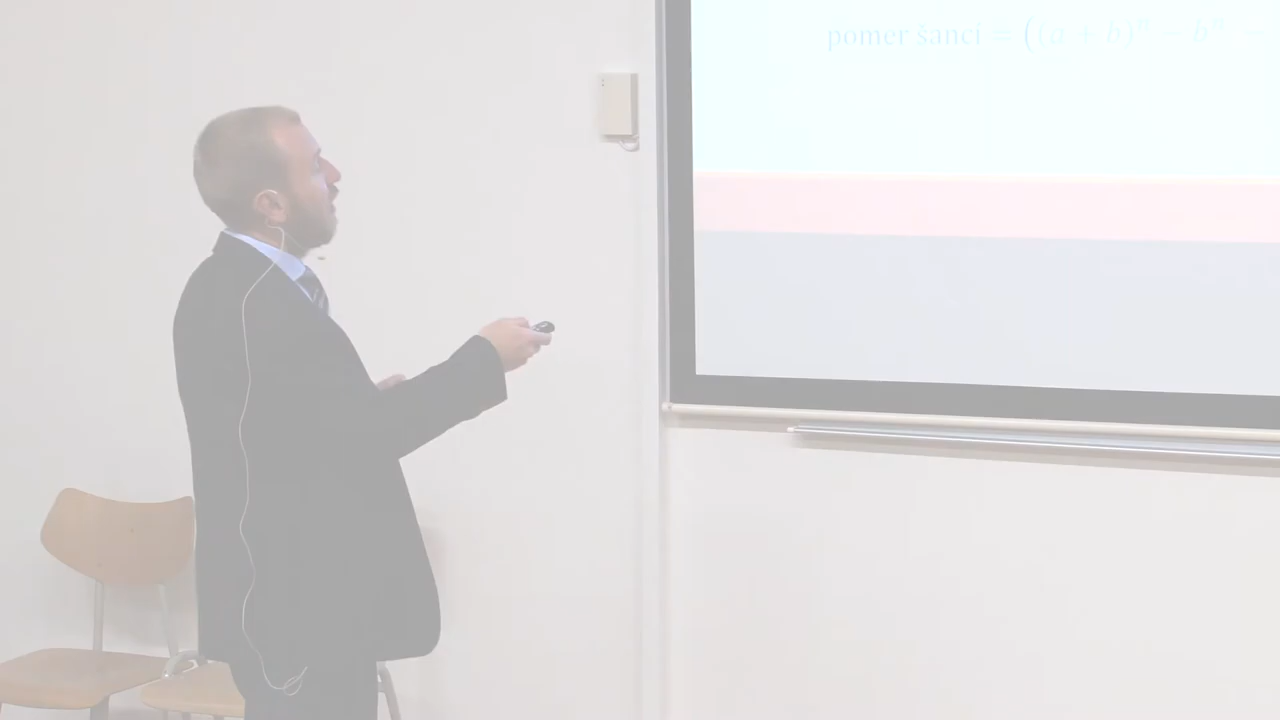 pomer šancí = ((a + b)ⁿ − bⁿ −